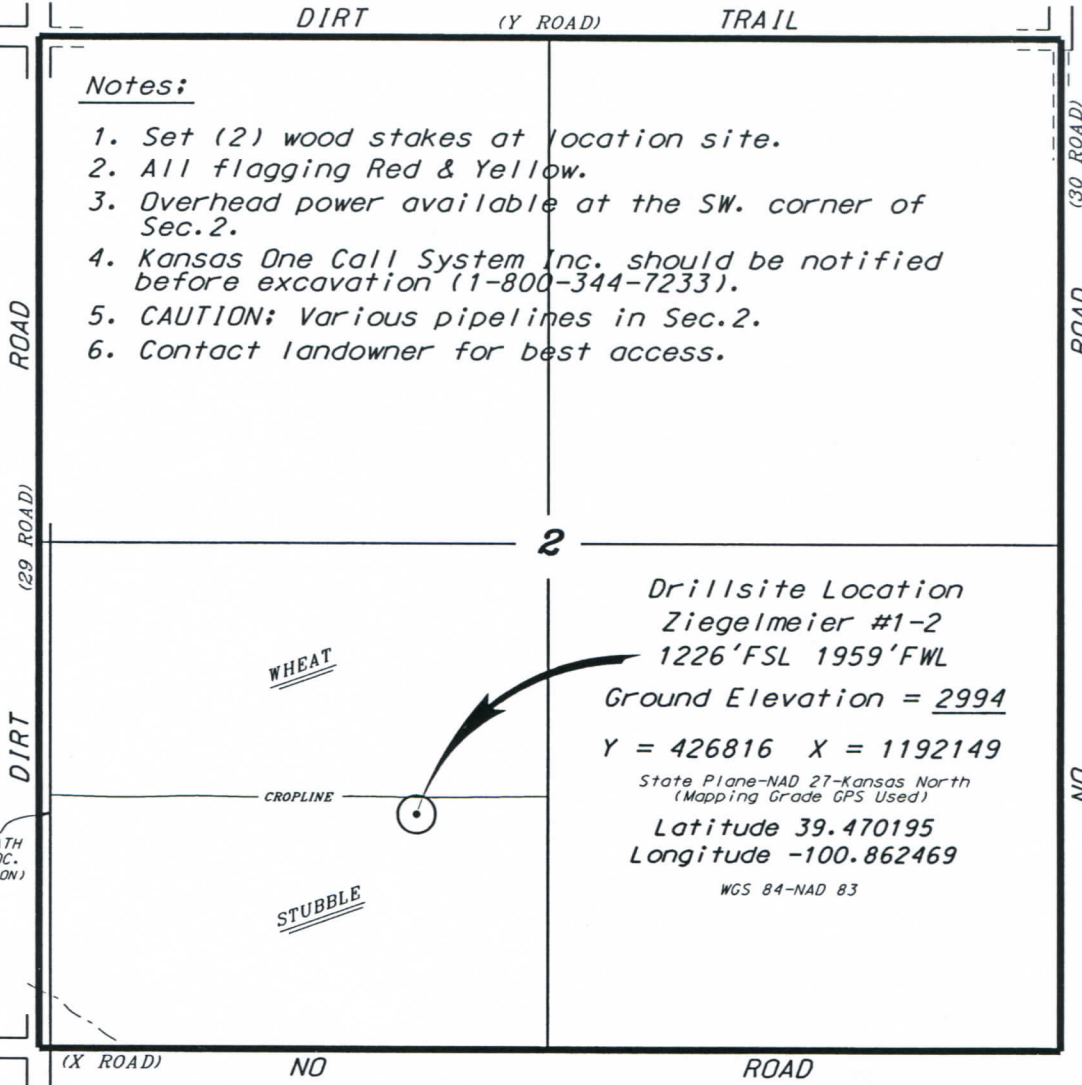 DIRT (Y ROAD) TRAIL
Notes:
1. Set (2) wood stakes at location site.
2. All flagging Red & Yellow.
3. Overhead power available at the SW. corner of
Sec.2.
4. Kansas One Call System Inc. should be notified
before excavation (1-800-344-7233).
5. CAUTION: Various pipelines in Sec.2.
6. Contact landowner for best access.
ROAD
(29 ROAD)
DIRT
(30 ROAD)
ROAD
NO
2
Drillsite Location
Ziegelmeier #1-2
1226'FSL 1959'FWL
Ground Elevation = 2994
Y = 426816 X = 1192149
State Plane-NAD 27-Kansas North
(Mapping Grade GPS Used)
Latitude 39.470195
Longitude -100.862469
WGS 84-NAD 83
WHEAT
CROPLINE
STUBBLE
(X ROAD) NO ROAD